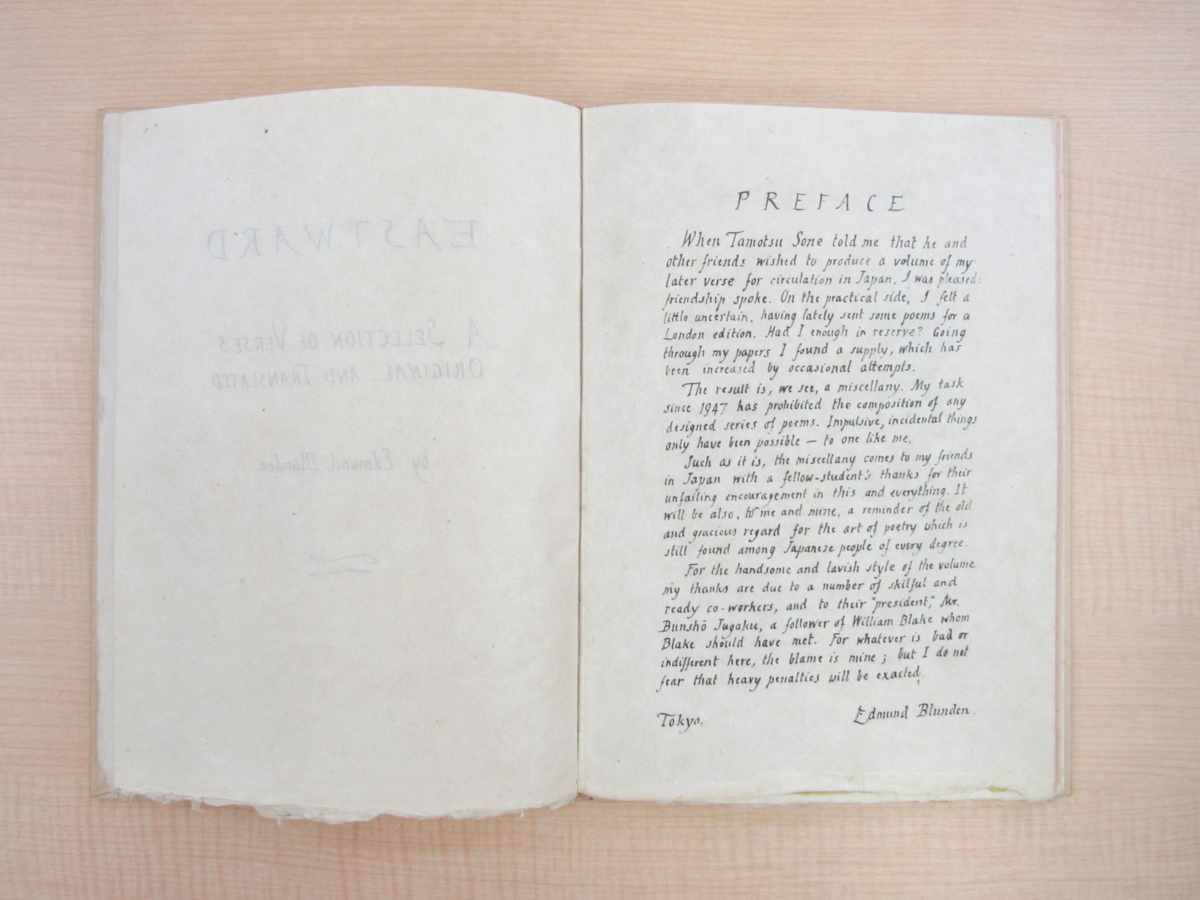 EASTWARD
A SELECTION OF VERSES
ORIGINAL AND TRANSLATED
by Edmund Blunden
PREFACE
When Tamotsu Sone told me that he and
other friends wished to produce a volume of my
later verse for circulation in Japan, I was pleased:
friendship spoke. On the practical side, I felt a
little uncertain, having lately sent some poems for a
London edition. Had I enough in reserve? Going
through my papers I found a supply, which has
been increased by occasional attempts.
The result is, we see, a miscellany. My task
since 1947 has prohibited the composition of any
designed series of poems. Impulsive, incidental things
only have been possible — to one like me.
Such as it is, the miscellany comes to my friends
in Japan with a fellow-student's thanks for their
unfailing encouragement in this and everything. It
will be also, to me and mine, a reminder of the old
and gracious regard for the art of poetry which is
still found among Japanese people of every degree.
For the handsome and lavish style of the volume
my thanks are due to a number of skilful and
ready co-workers, and to their "president," Mr.
Bunshō Jugaku, a follower of William Blake whom
Blake should have met. For whatever is bad or
indifferent here, the blame is mine; but I do not
fear that heavy penalties will be exacted.
Tokyo.
Edmund Blunden.